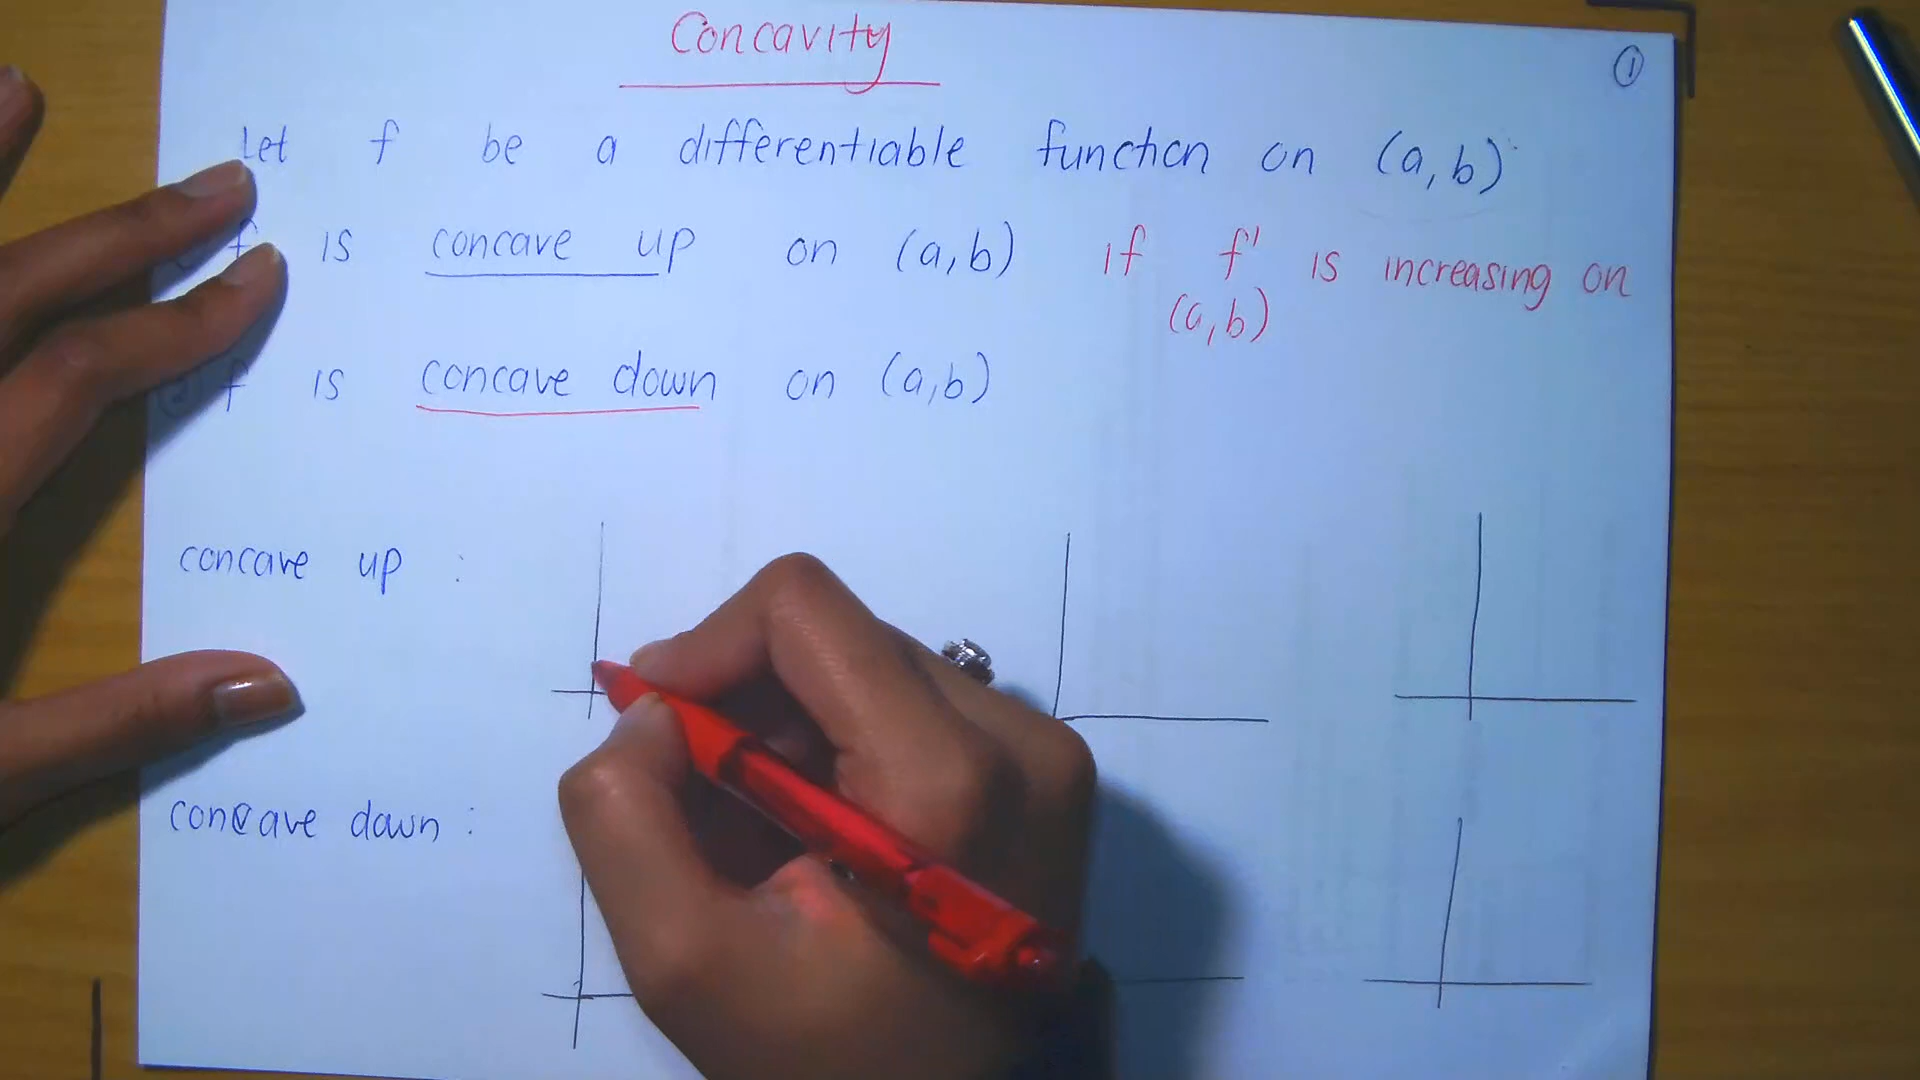 Concavity
①
Let f be a differentiable function on (a,b)
f is concave up on (a,b) if f' is increasing on
(a,b)
② f is concave down on (a,b)
concave up :
concave down :